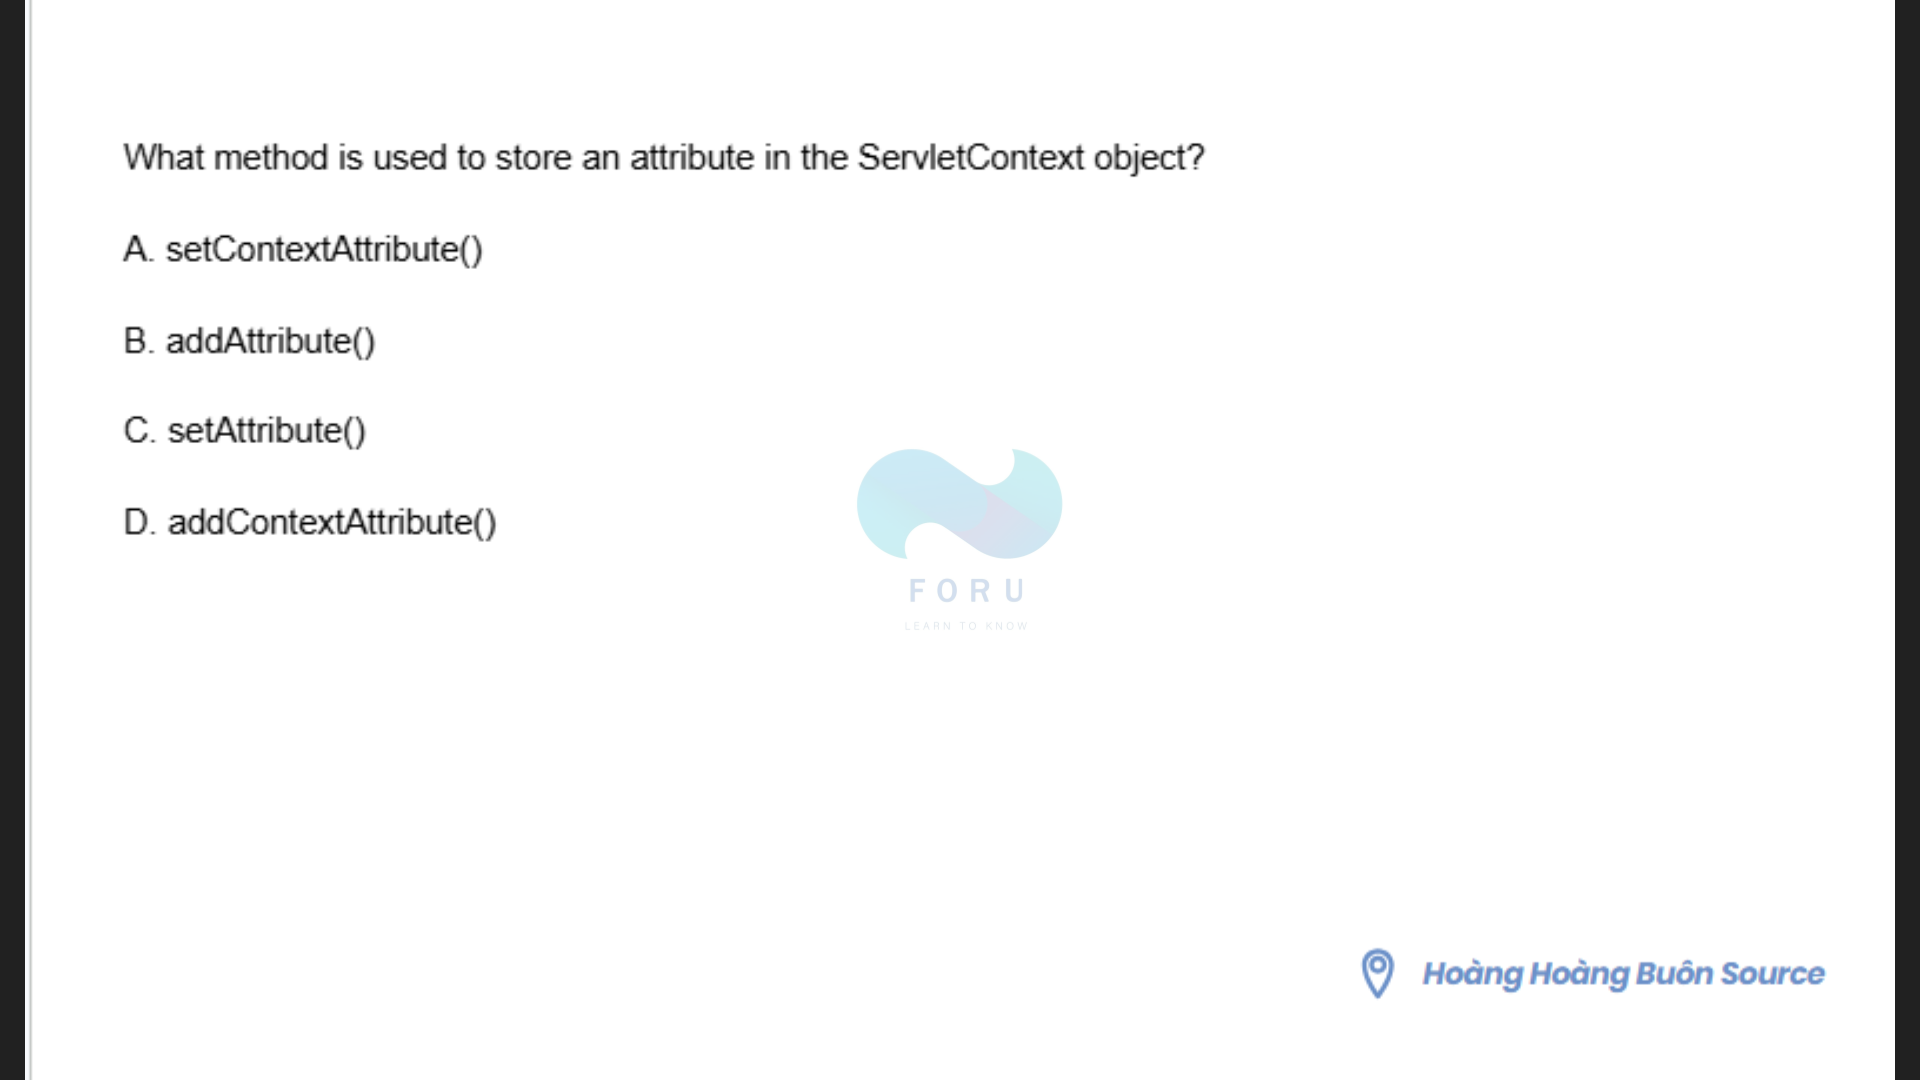 What method is used to store an attribute in the ServletContext object?
A. setContextAttribute()
B. addAttribute()
C. setAttribute()
D. addContextAttribute()
FORU
LEARN TO KNOW
Hoàng Hoàng Buôn Source